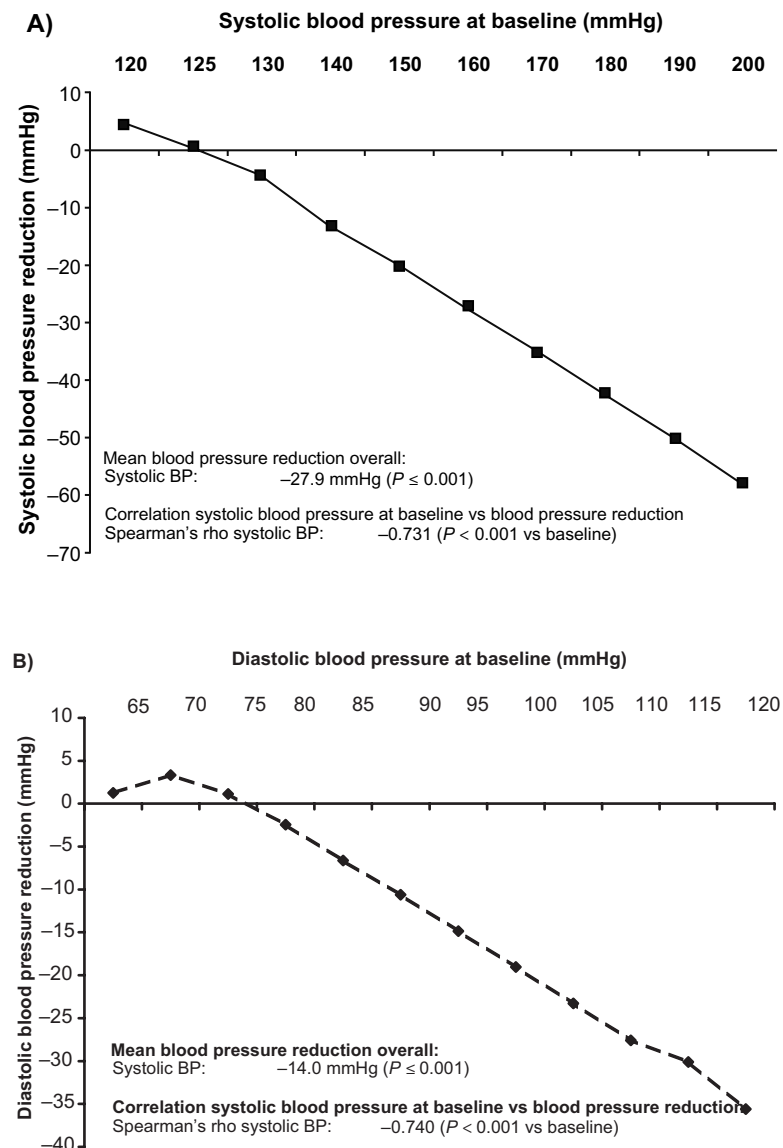 A)
Systolic blood pressure at baseline (mmHg)
120 125 130 140 150 160 170 180 190 200
Systolic blood pressure reduction (mmHg)
10
0
–10
–20
–30
–40
–50
–60
–70
Mean blood pressure reduction overall:
Systolic BP: –27.9 mmHg (P ≤ 0.001)
Correlation systolic blood pressure at baseline vs blood pressure reduction
Spearman’s rho systolic BP: –0.731 (P < 0.001 vs baseline)
B)
Diastolic blood pressure at baseline (mmHg)
65 70 75 80 85 90 95 100 105 110 115 120
Diastolic blood pressure reduction (mmHg)
10
5
0
–5
–10
–15
–20
–25
–30
–35
–40
Mean blood pressure reduction overall:
Systolic BP: –14.0 mmHg (P ≤ 0.001)
Correlation systolic blood pressure at baseline vs blood pressure reduction
Spearman’s rho systolic BP: –0.740 (P < 0.001 vs baseline)